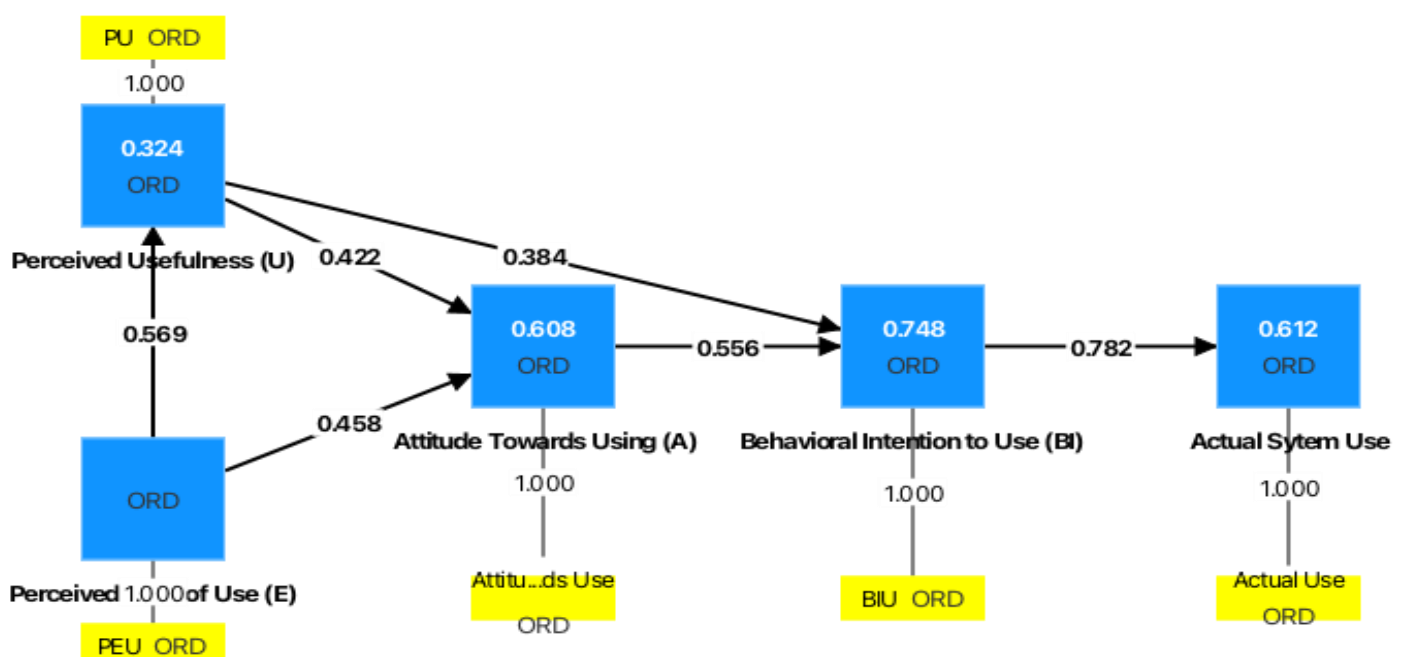 PU ORD
1.000
0.324
ORD
Perceived Usefulness (U)
0.422
0.384
0.569
0.608
ORD
0.556
0.748
ORD
0.782
0.612
ORD
0.458
Attitude Towards Using (A)
Behavioral Intention to Use (BI)
Actual Sytem Use
1.000
1.000
1.000
ORD
Perceived 1.000 of Use (E)
Attitu...ds Use
ORD
BIU ORD
Actual Use
ORD
PEU ORD